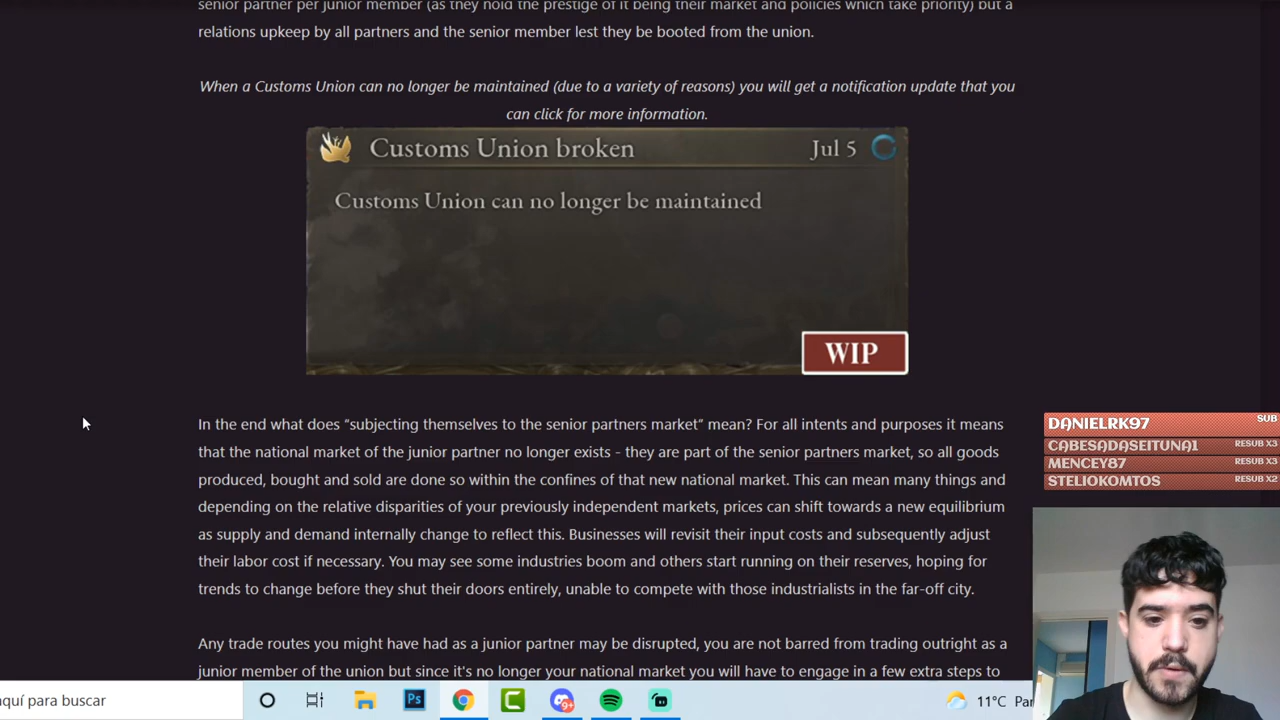 senior partner per junior member (as they hold the prestige of it being their market and policies which take priority) but a
relations upkeep by all partners and the senior member lest they be booted from the union.
When a Customs Union can no longer be maintained (due to a variety of reasons) you will get a notification update that you
can click for more information.
Customs Union broken
Jul 5
Customs Union can no longer be maintained
WIP
In the end what does “subjecting themselves to the senior partners market” mean? For all intents and purposes it means
that the national market of the junior partner no longer exists - they are part of the senior partners market, so all goods
produced, bought and sold are done so within the confines of that new national market. This can mean many things and
depending on the relative disparities of your previously independent markets, prices can shift towards a new equilibrium
as supply and demand internally change to reflect this. Businesses will revisit their input costs and subsequently adjust
their labor cost if necessary. You may see some industries boom and others start running on their reserves, hoping for
trends to change before they shut their doors entirely, unable to compete with those industrialists in the far-off city.
Any trade routes you might have had as a junior partner may be disrupted, you are not barred from trading outright as a
junior member of the union but since it's no longer your national market you will have to engage in a few extra steps to
DANIELRK97 SUB
CABESADASEITUNA1 RESUB X3
MENCEY87 RESUB X3
STELIOKOMTOS RESUB X2
aquí para buscar
Ps
9+
11°C Par